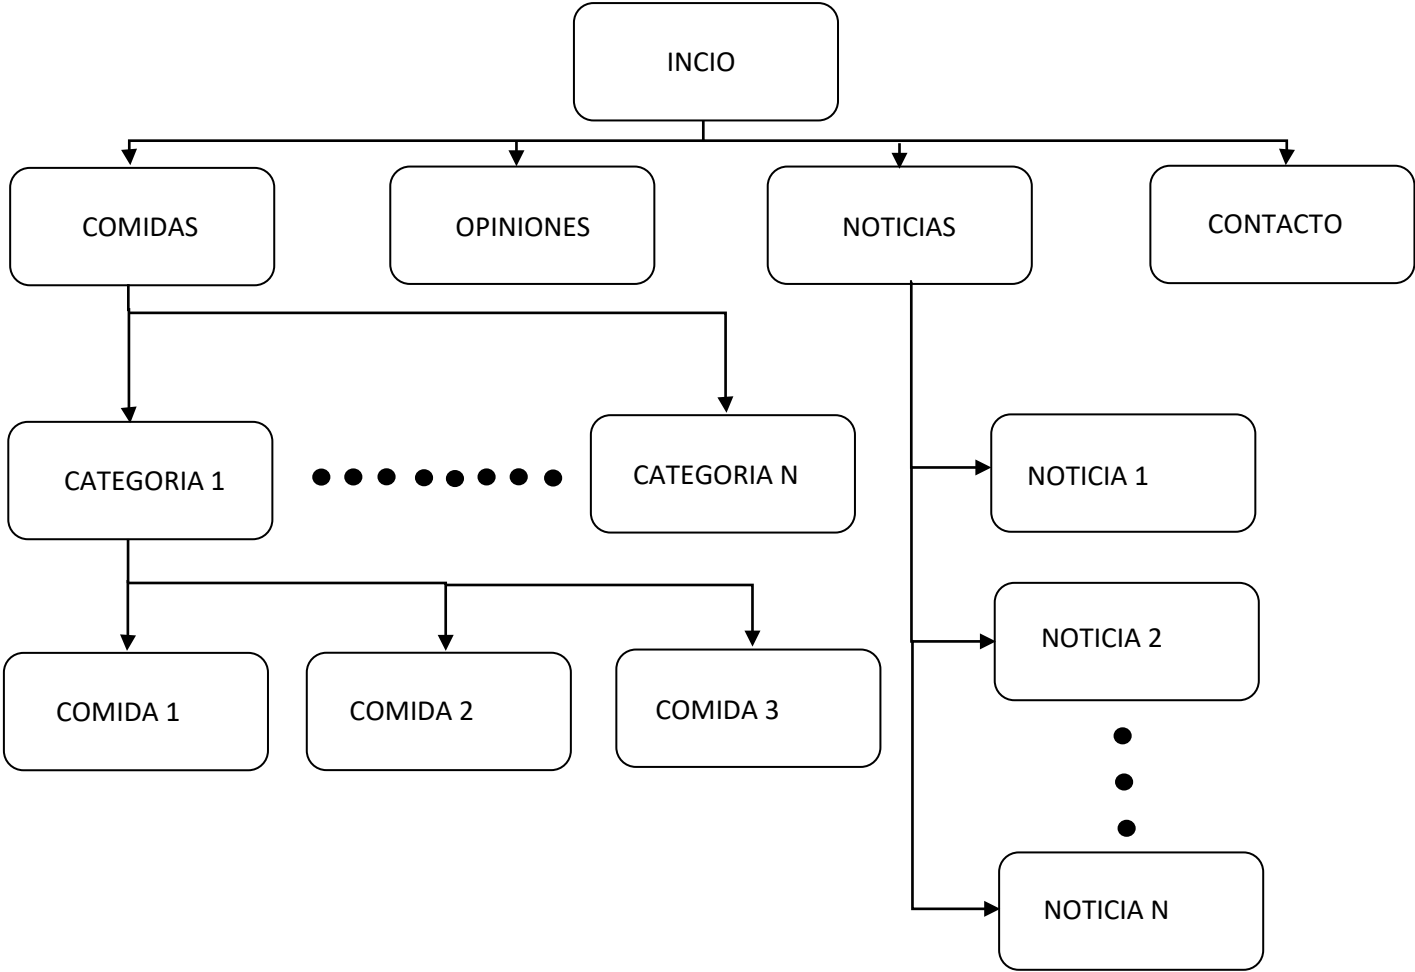 INCIO
COMIDAS
OPINIONES
NOTICIAS
CONTACTO
CATEGORIA 1
CATEGORIA N
NOTICIA 1
NOTICIA 2
COMIDA 1
COMIDA 2
COMIDA 3
NOTICIA N